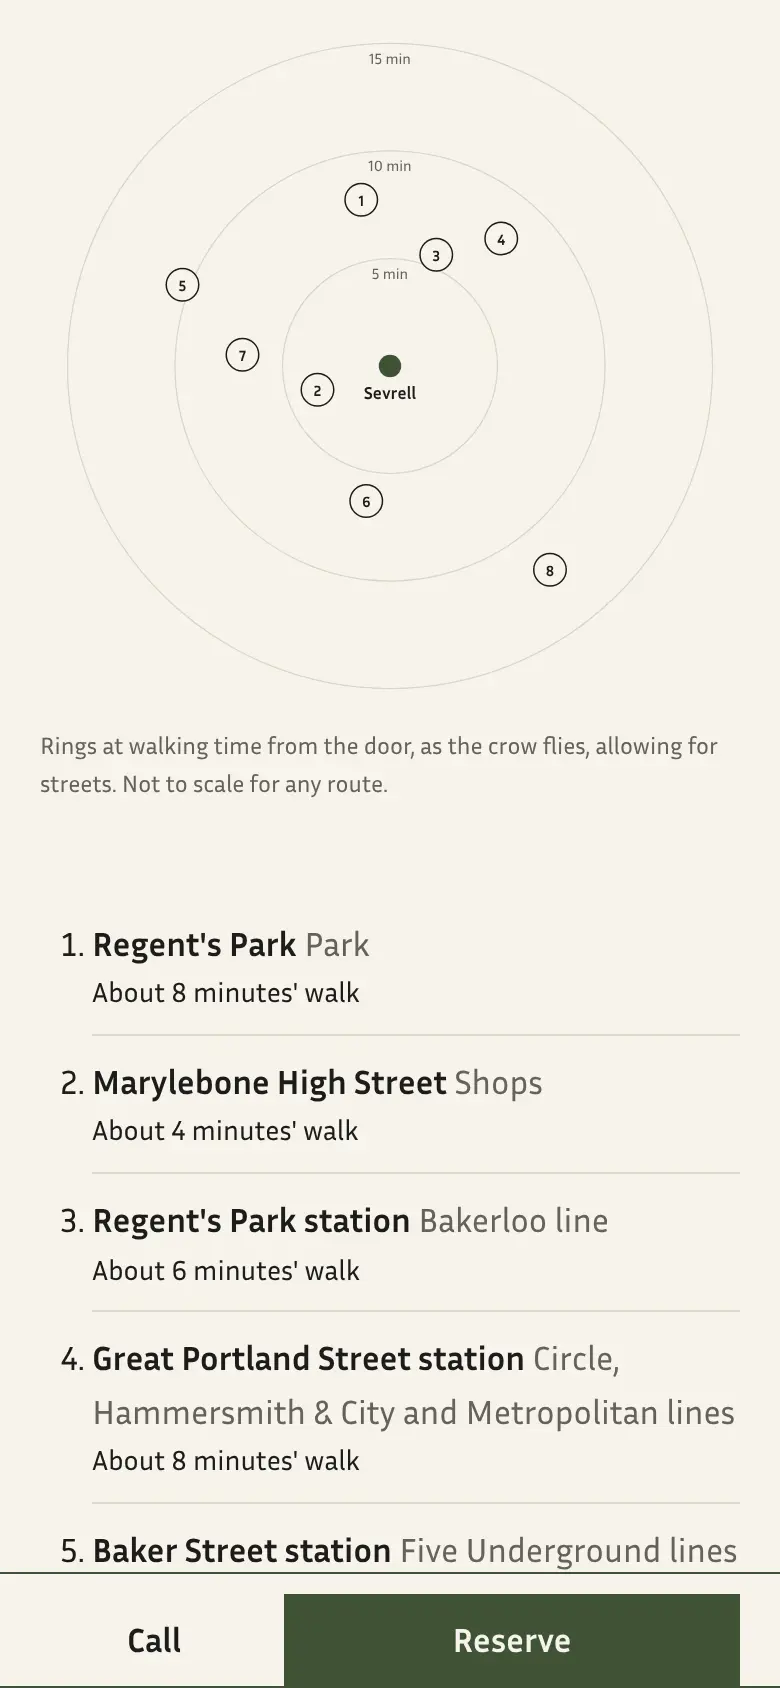 15 min
10 min
1
4
3
5 min
5
7
2
Sevrell
6
8
Rings at walking time from the door, as the crow flies, allowing for
streets. Not to scale for any route.
1. Regent's Park Park
About 8 minutes' walk
2. Marylebone High Street Shops
About 4 minutes' walk
3. Regent's Park station Bakerloo line
About 6 minutes' walk
4. Great Portland Street station Circle,
Hammersmith & City and Metropolitan lines
About 8 minutes' walk
5. Baker Street station Five Underground lines
Call
Reserve